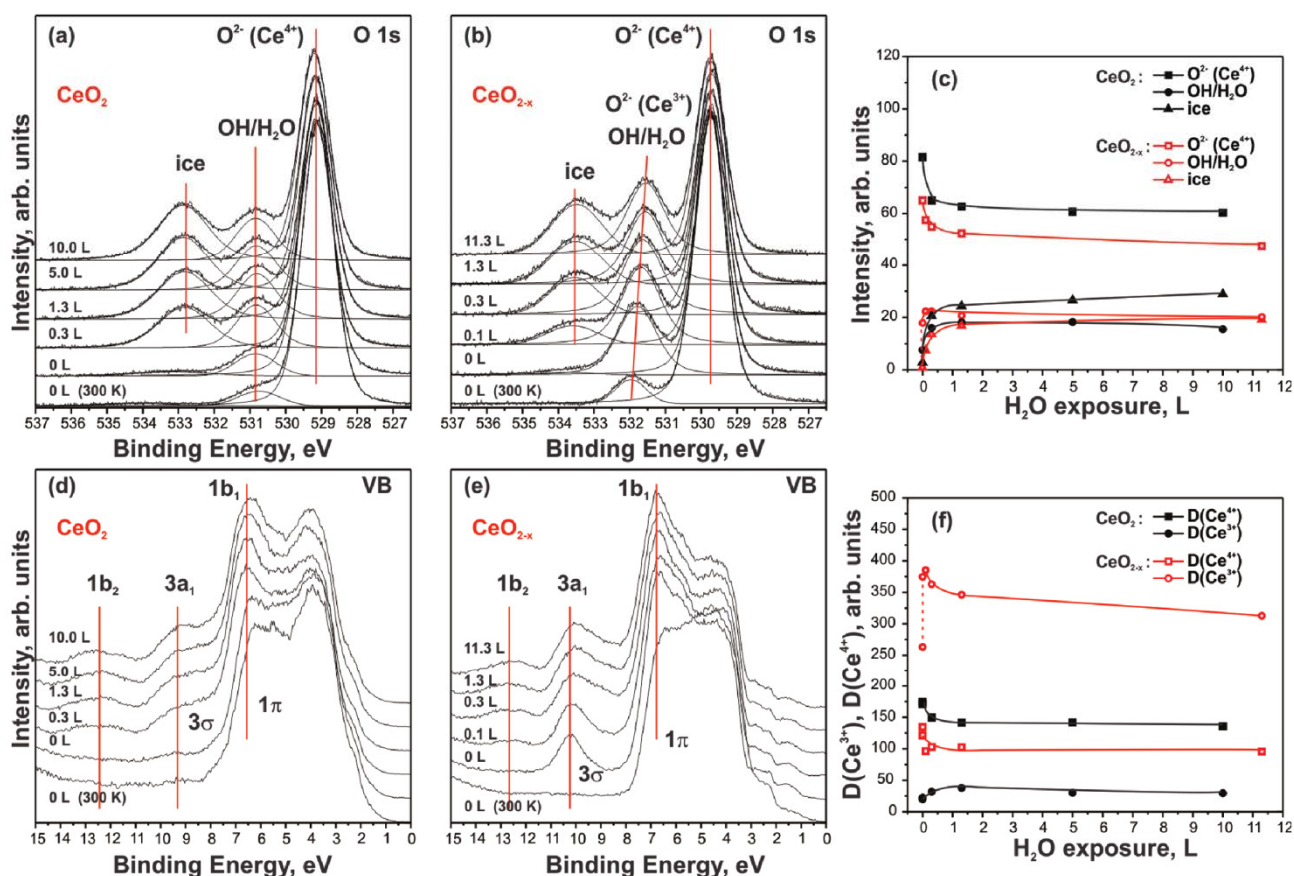 (a)
O²⁻ (Ce⁴⁺)
O 1s
CeO₂
OH/H₂O
ice
10.0 L
5.0 L
1.3 L
0.3 L
0 L
0 L (300 K)
Intensity, arb. units
537 536 535 534 533 532 531 530 529 528 527
Binding Energy, eV
(b)
O²⁻ (Ce⁴⁺)
O 1s
CeO₂₋ₓ
O²⁻ (Ce³⁺)
OH/H₂O
ice
11.3 L
1.3 L
0.3 L
0.1 L
0 L
0 L (300 K)
537 536 535 534 533 532 531 530 529 528 527
Binding Energy, eV
(c)
CeO₂ : O²⁻ (Ce⁴⁺)
OH/H₂O
ice
CeO₂₋ₓ : O²⁻ (Ce⁴⁺)
OH/H₂O
ice
Intensity, arb. units
120
100
80
60
40
20
0
0 1 2 3 4 5 6 7 8 9 10 11 12
H₂O exposure, L
(d)
1b₁
VB
CeO₂
1b₂
3a₁
10.0 L
5.0 L
1.3 L
0.3 L
0 L
0 L (300 K)
3σ
1π
Intensity, arb. units
15 14 13 12 11 10 9 8 7 6 5 4 3 2 1 0
Binding Energy, eV
(e)
1b₁
VB
CeO₂₋ₓ
1b₂
3a₁
11.3 L
1.3 L
0.3 L
0.1 L
0 L
0 L (300 K)
3σ
1π
15 14 13 12 11 10 9 8 7 6 5 4 3 2 1 0
Binding Energy, eV
(f)
CeO₂ : D(Ce⁴⁺)
D(Ce³⁺)
CeO₂₋ₓ : D(Ce⁴⁺)
D(Ce³⁺)
D(Ce³⁺), D(Ce⁴⁺), arb. units
500
450
400
350
300
250
200
150
100
50
0
0 1 2 3 4 5 6 7 8 9 10 11 12
H₂O exposure, L